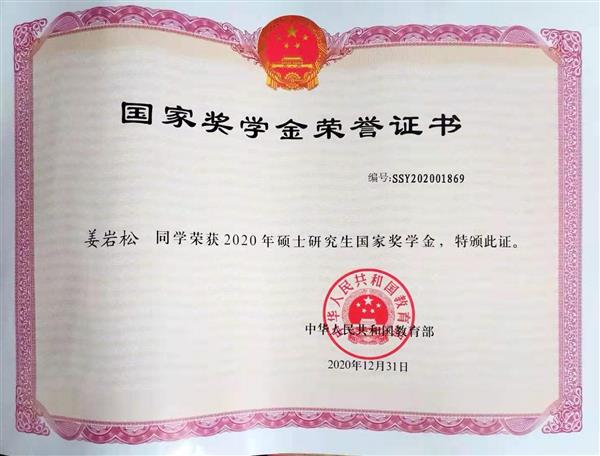 国家奖学金荣誉证书
编号:SSY202001869
姜岩松 同学荣获2020年硕士研究生国家奖学金，特颁此证。
中华人民共和国教育部
中华人民共和国教育部
2020年12月31日